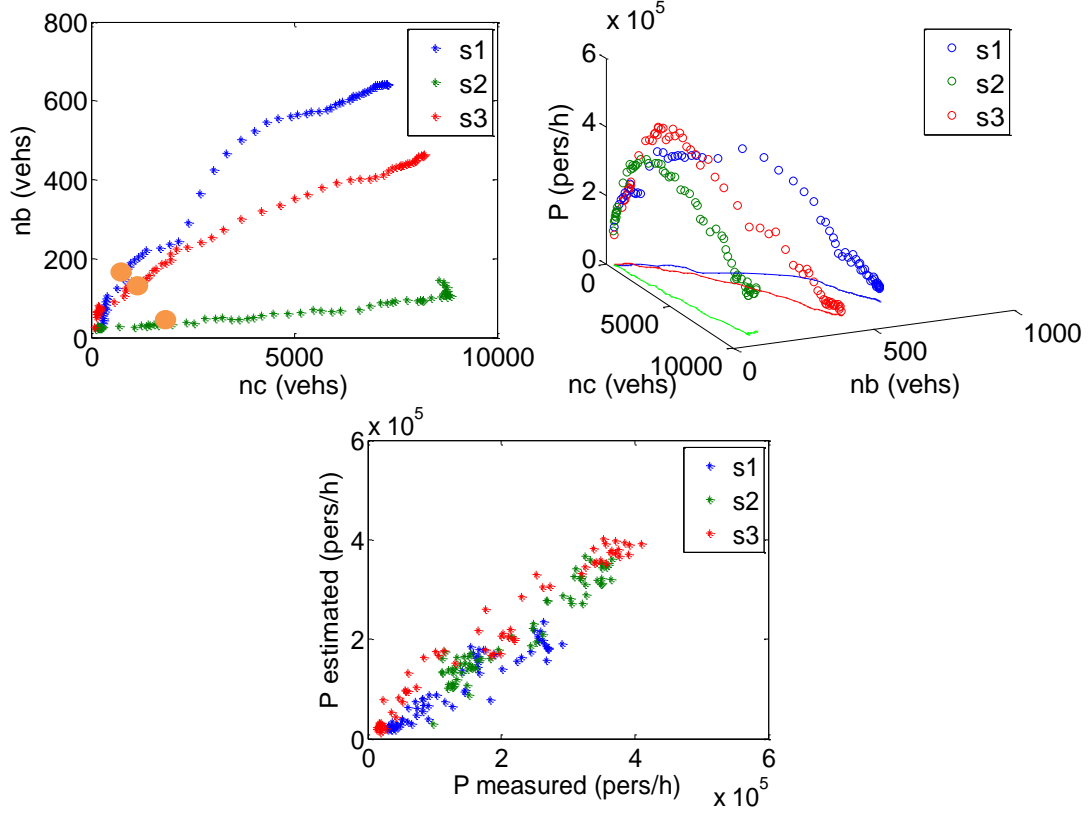 800
600
400
200
0
nb (vehs)
0
5000
10000
nc (vehs)
s1
s2
s3
x 10^5
6
4
2
0
P (pers/h)
0
5000
10000
nc (vehs)
0
500
1000
nb (vehs)
s1
s2
s3
x 10^5
6
4
2
0
P estimated (pers/h)
0
2
4
6
P measured (pers/h)
x 10^5
s1
s2
s3